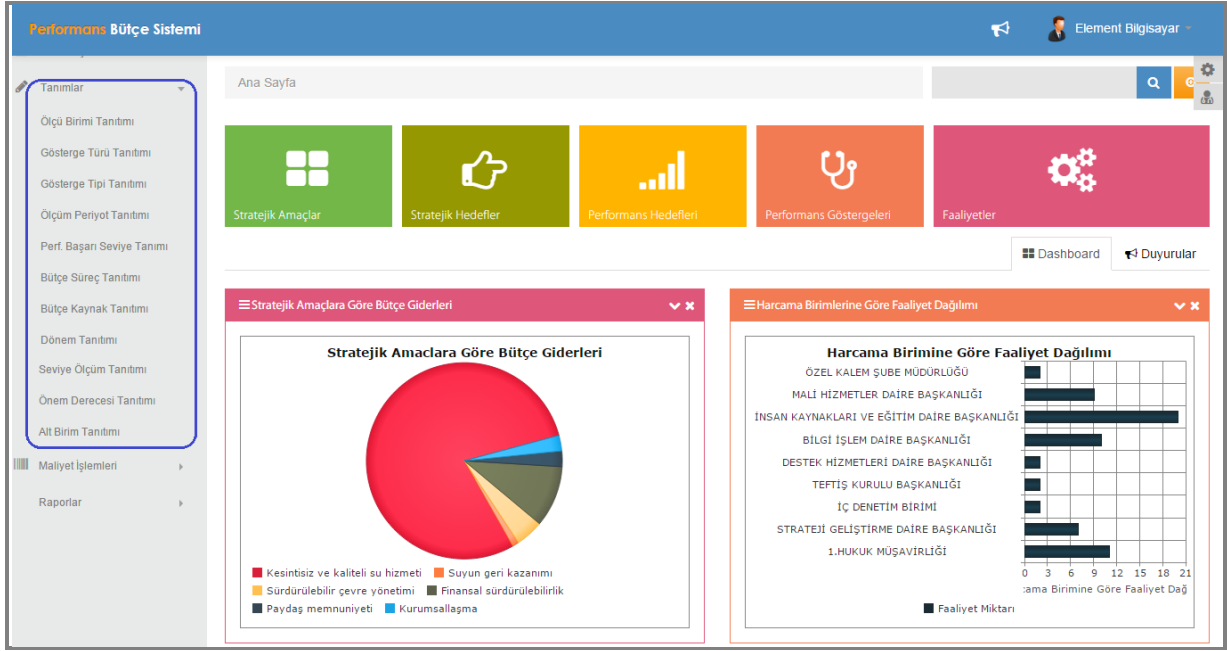 Performans Bütçe Sistemi
Element Bilgisayar
Tanımlar
Ölçü Birimi Tanıtımı
Gösterge Türü Tanıtımı
Gösterge Tipi Tanıtımı
Ölçüm Periyot Tanıtımı
Perf. Başarı Seviye Tanımı
Bütçe Süreç Tanıtımı
Bütçe Kaynak Tanıtımı
Dönem Tanıtımı
Seviye Ölçüm Tanıtımı
Önem Derecesi Tanıtımı
Alt Birim Tanıtımı
Maliyet İşlemleri
Raporlar
Ana Sayfa
Stratejik Amaçlar
Stratejik Hedefler
Performans Hedefleri
Performans Göstergeleri
Faaliyetler
Dashboard
Duyurular
Stratejik Amaçlara Göre Bütçe Giderleri
Stratejik Amaclara Göre Bütçe Giderleri
Kesintisiz ve kaliteli su hizmeti Suyun geri kazanımı
Sürdürülebilir çevre yönetimi Finansal sürdürülebilirlik
Paydaş memnuniyeti Kurumsallaşma
Harcama Birimlerine Göre Faaliyet Dağılımı
Harcama Birimine Göre Faaliyet Dağılımı
ÖZEL KALEM ŞUBE MÜDÜRLÜĞÜ
MALİ HİZMETLER DAİRE BAŞKANLIĞI
İNSAN KAYNAKLARI VE EĞİTİM DAİRE BAŞKANLIĞI
BİLGİ İŞLEM DAİRE BAŞKANLIĞI
DESTEK HİZMETLERİ DAİRE BAŞKANLIĞI
TEFTİŞ KURULU BAŞKANLIĞI
İÇ DENETİM BİRİMİ
STRATEJİ GELİŞTİRME DAİRE BAŞKANLIĞI
1.HUKUK MÜŞAVİRLİĞİ
0 3 6 9 12 15 18 21
Birimine Göre Faaliyet Dağ
Faaliyet Miktarı